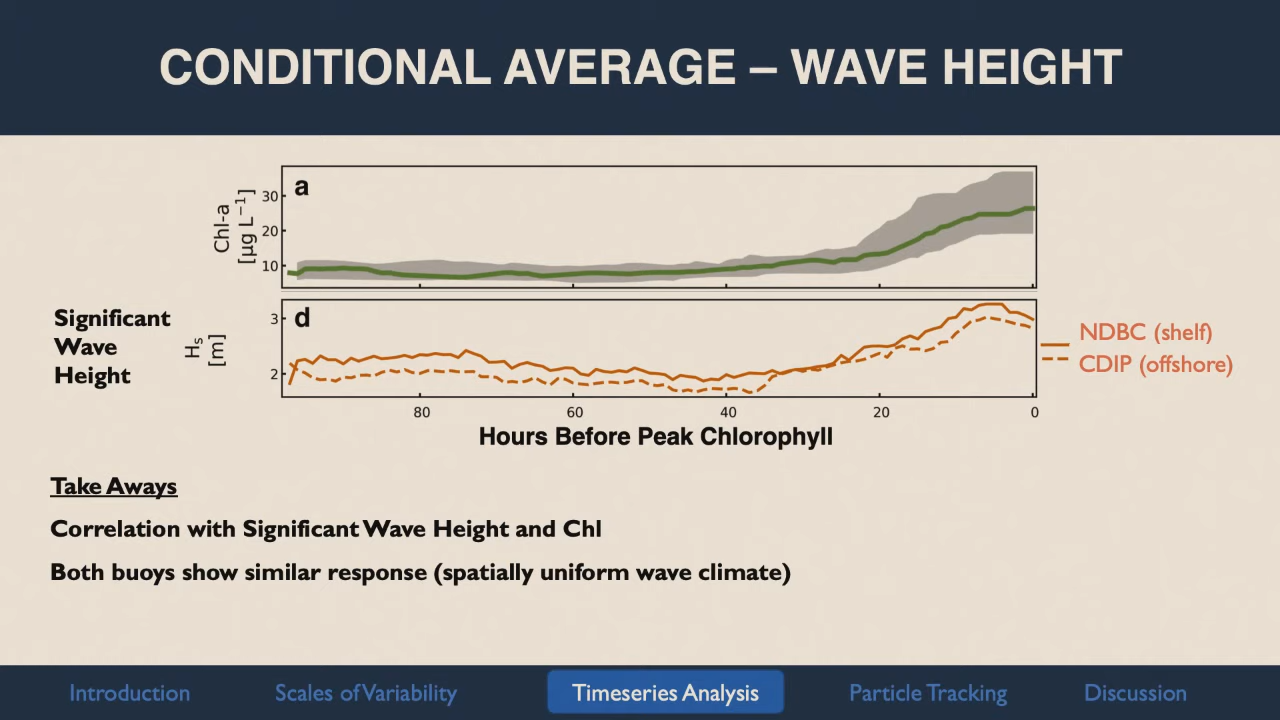 CONDITIONAL AVERAGE – WAVE HEIGHT
a
Chl-a
[µg L⁻¹]
30
20
10
Significant
Wave
Height
d
Hₛ
[m]
3
2
NDBC (shelf)
CDIP (offshore)
80
60
40
20
0
Hours Before Peak Chlorophyll
Take Aways
Correlation with Significant Wave Height and Chl
Both buoys show similar response (spatially uniform wave climate)
Introduction
Scales of Variability
Timeseries Analysis
Particle Tracking
Discussion